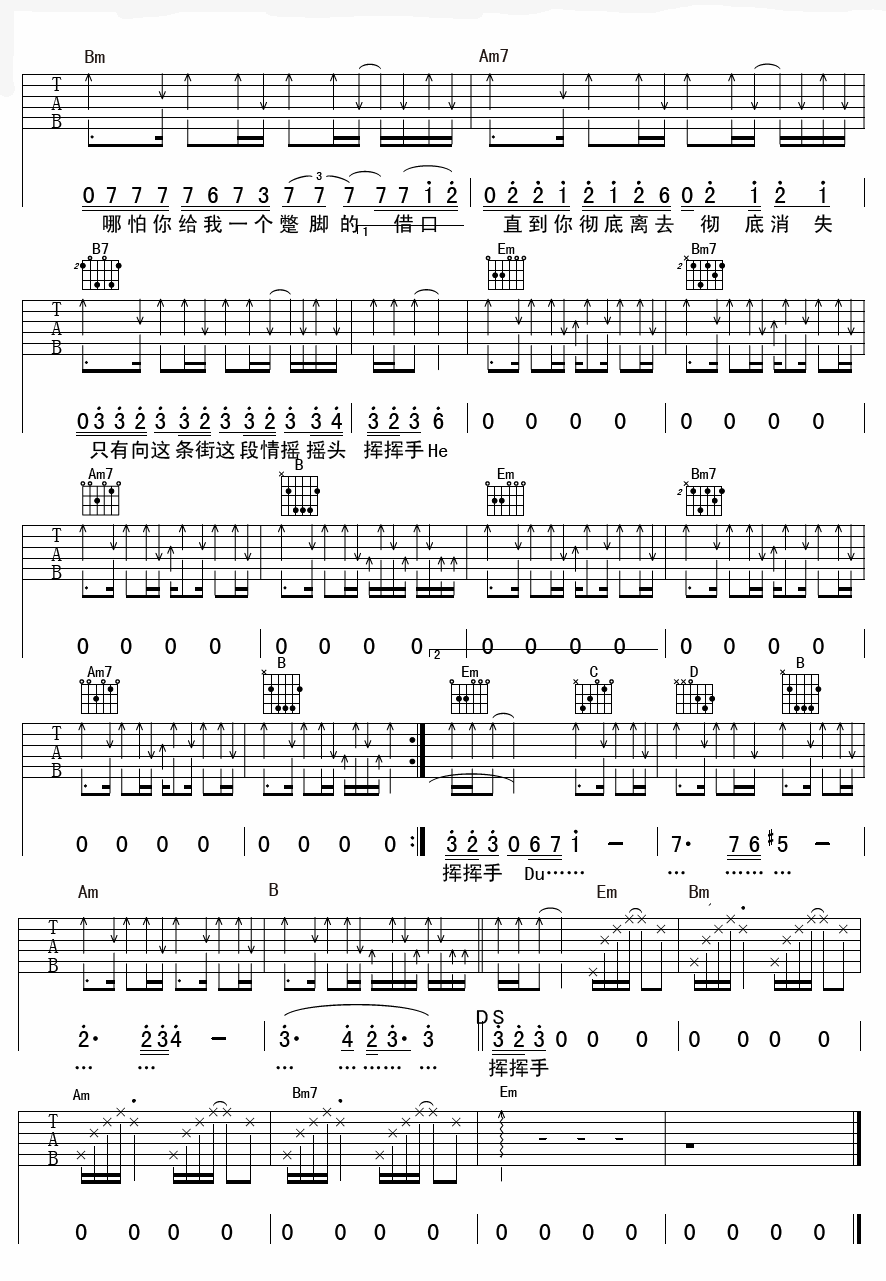 Bm Am7
T A B
0 7 7 7 7 6 7 3 7 7 7 7 7 1 2 0 2 2 1 2 1 2 6 0 2 1 2 1
3
哪怕你给我一个蹩脚的 借口 直到你彻底离去 彻底消失
1
B7 Em Bm7
2 2
T A B
0 3 3 2 3 3 2 3 3 2 3 3 4 3 2 3 6 0 0 0 0 0 0 0 0
只有向这条街这段情摇摇头 挥挥手 He
Am7 B Em Bm7
2
T A B
0 0 0 0 0 0 0 0 0 0 0 0 0 0 0 0
2
Am7 B Em C D B
T A B
0 0 0 0 0 0 0 0 3 2 3 0 6 7 1 － 7· 7 6 #5 －
挥挥手 Du…… … …… …
Am B Em Bm
T A B
D S
2· 2 3 4 － 3· 4 2 3· 3 3 2 3 0 0 0 0 0 0 0
… … … … …… … 挥挥手
Am Bm7 Em
T A B
0 0 0 0 0 0 0 0 0 0 0 0 0 0 0 0